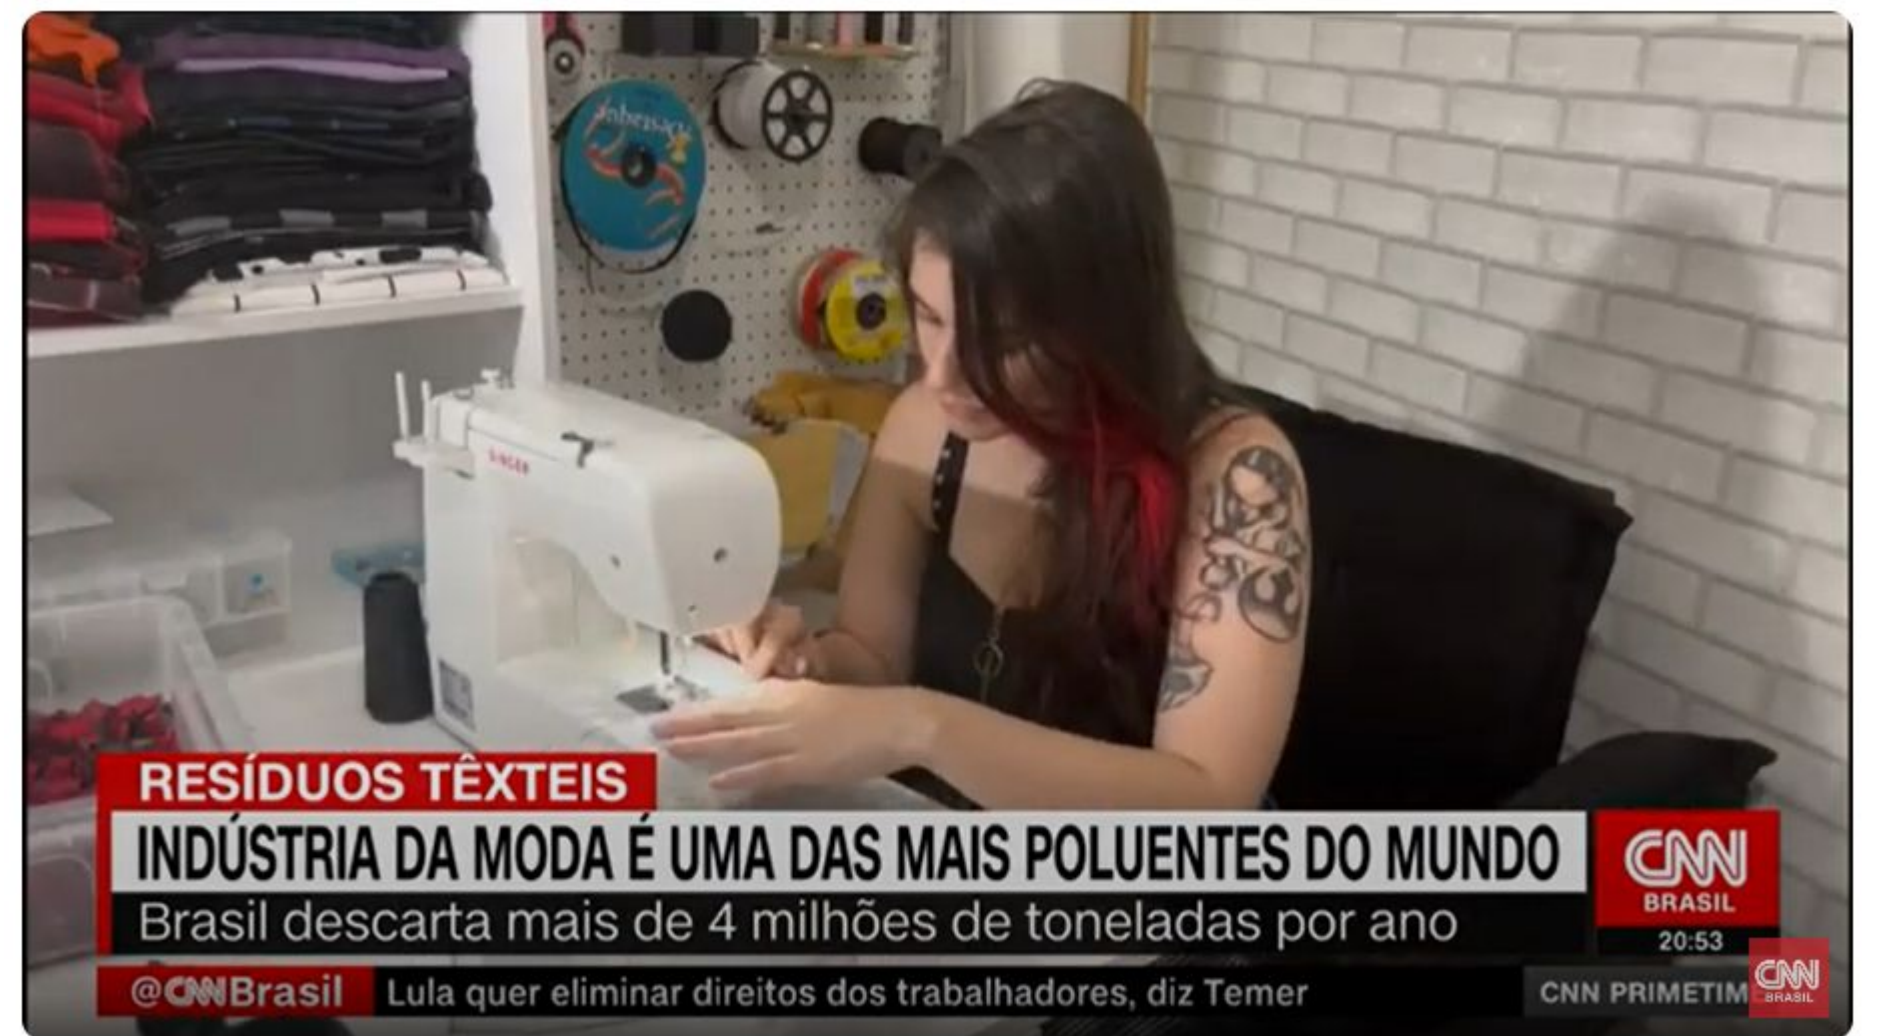 SINGER
RESÍDUOS TÊXTEIS
INDÚSTRIA DA MODA É UMA DAS MAIS POLUENTES DO MUNDO
Brasil descarta mais de 4 milhões de toneladas por ano
CNN
BRASIL
20:53
@CNNBrasil
Lula quer eliminar direitos dos trabalhadores, diz Temer
CNN PRIMETIM
CNN
BRASIL